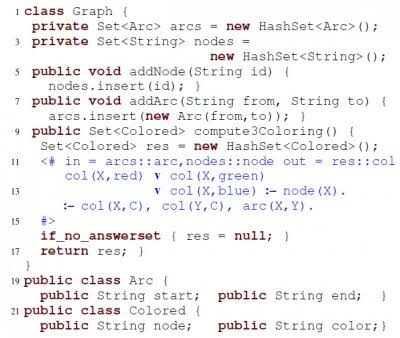 1 class Graph {
private Set<Arc> arcs = new HashSet<Arc>();
3 private Set<String> nodes =
new HashSet<String>();
5 public void addNode(String id) {
nodes.insert(id); }
7 public void addArc(String from, String to) {
arcs.insert(new Arc(from,to)); }
9 public Set<Colored> compute3Coloring() {
Set<Colored> res = new HashSet<Colored>();
11 <# in = arcs::arc,nodes::node out = res::col
col(X,red) v col(X,green)
13 v col(X,blue) :- node(X).
:- col(X,C), col(Y,C), arc(X,Y).
15 #>
if_no_answerset { res = null; }
17 return res; }
}
19 public class Arc {
public String start; public String end; }
21 public class Colored {
public String node; public String color;}